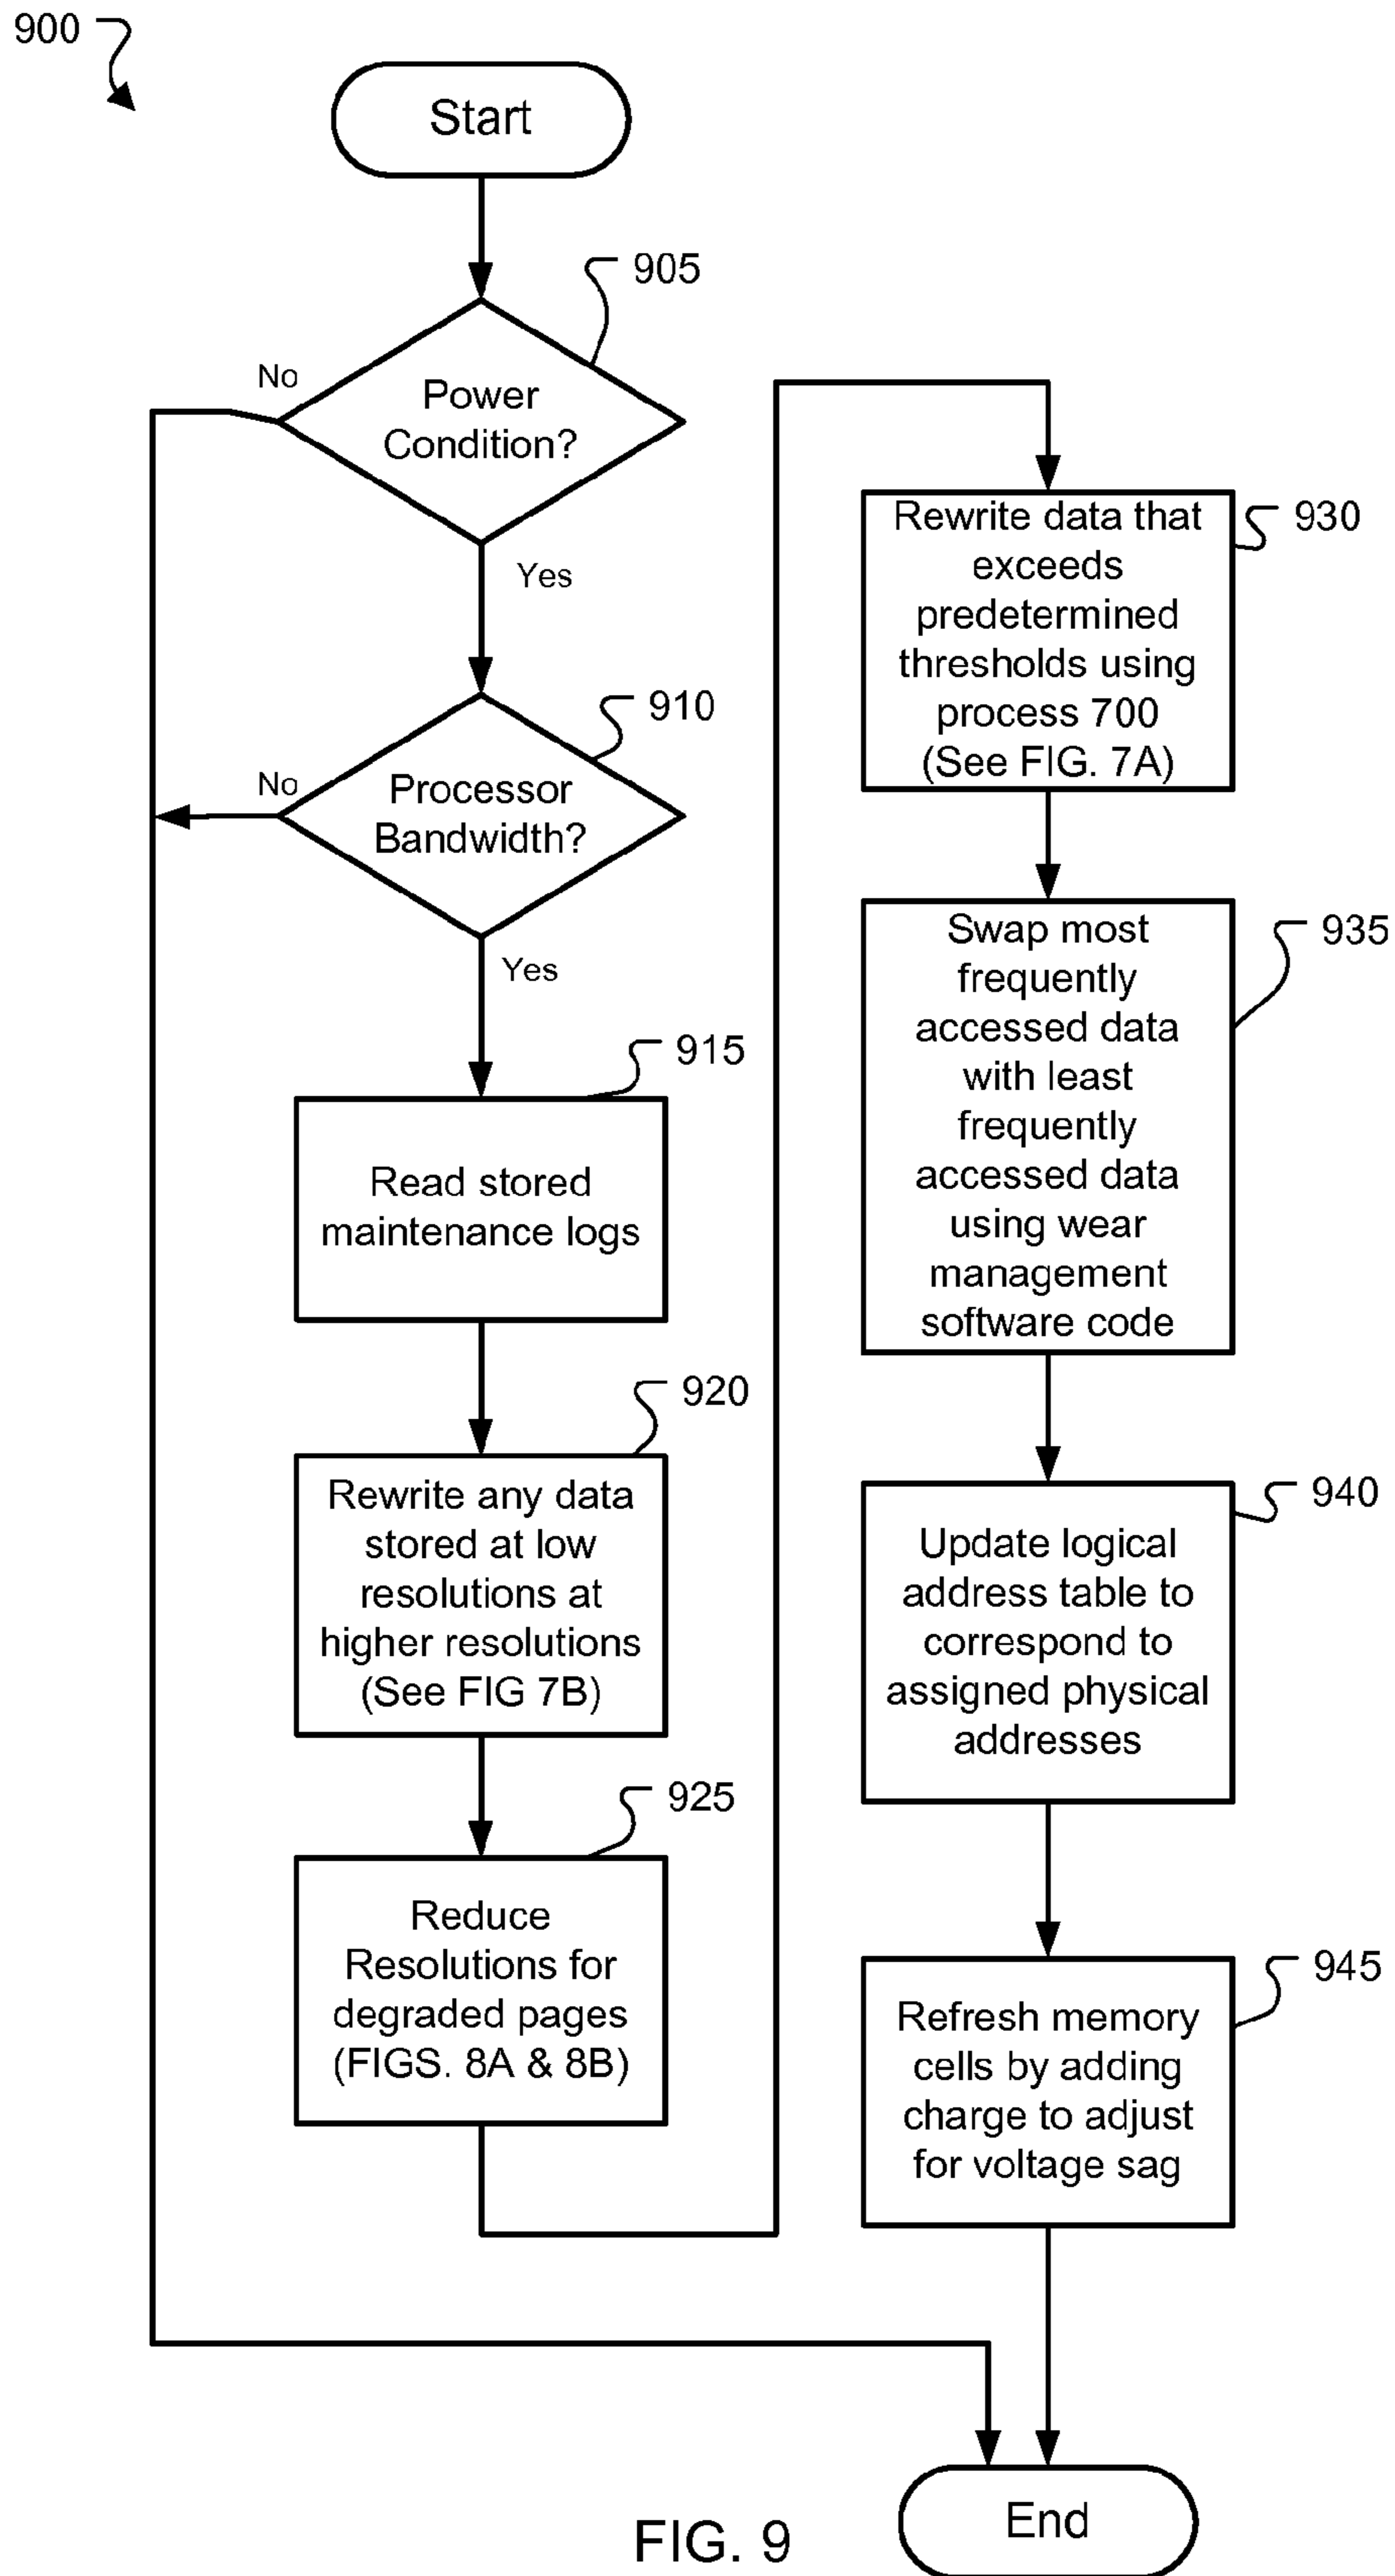 900
Start
905
Power
Condition?
No
Yes
910
Processor
Bandwidth?
No
Yes
915
Read stored
maintenance logs
920
Rewrite any data
stored at low
resolutions at
higher resolutions
(See FIG 7B)
925
Reduce
Resolutions for
degraded pages
(FIGS. 8A & 8B)
930
Rewrite data that
exceeds
predetermined
thresholds using
process 700
(See FIG. 7A)
935
Swap most
frequently
accessed data
with least
frequently
accessed data
using wear
management
software code
940
Update logical
address table to
correspond to
assigned physical
addresses
945
Refresh memory
cells by adding
charge to adjust
for voltage sag
End
FIG. 9